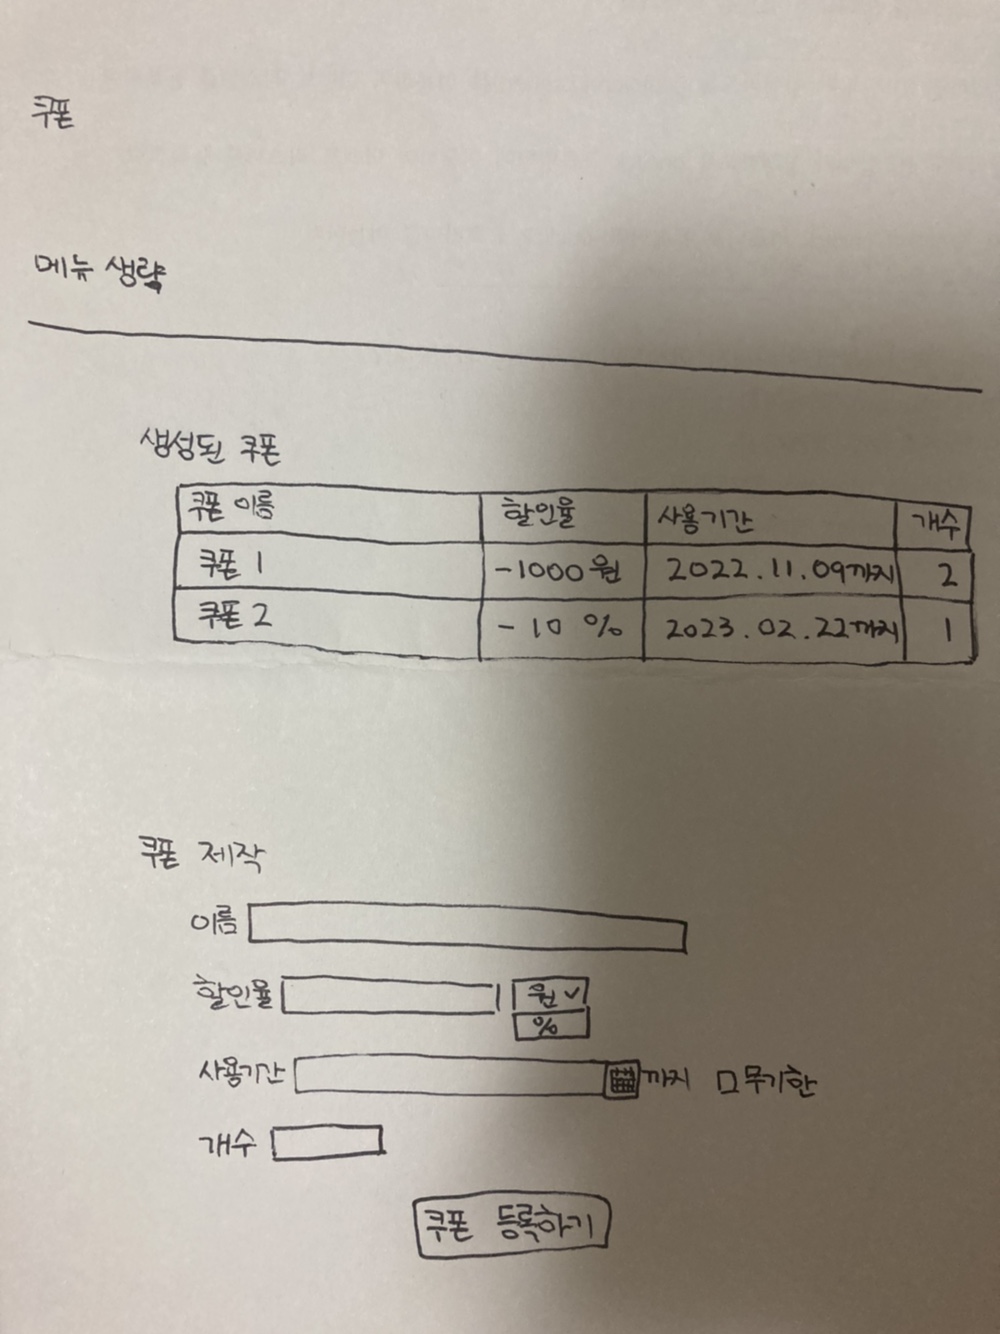 쿠폰
메뉴 생략
생성된 쿠폰
쿠폰 이름 할인율 사용기간 개수
쿠폰 1 -1000원 2022.11.09까지 2
쿠폰 2 - 10 % 2023.02.22까지 1
쿠폰 제작
이름
할인율 원
%
사용기간 까지 무기한
개수
쿠폰 등록하기